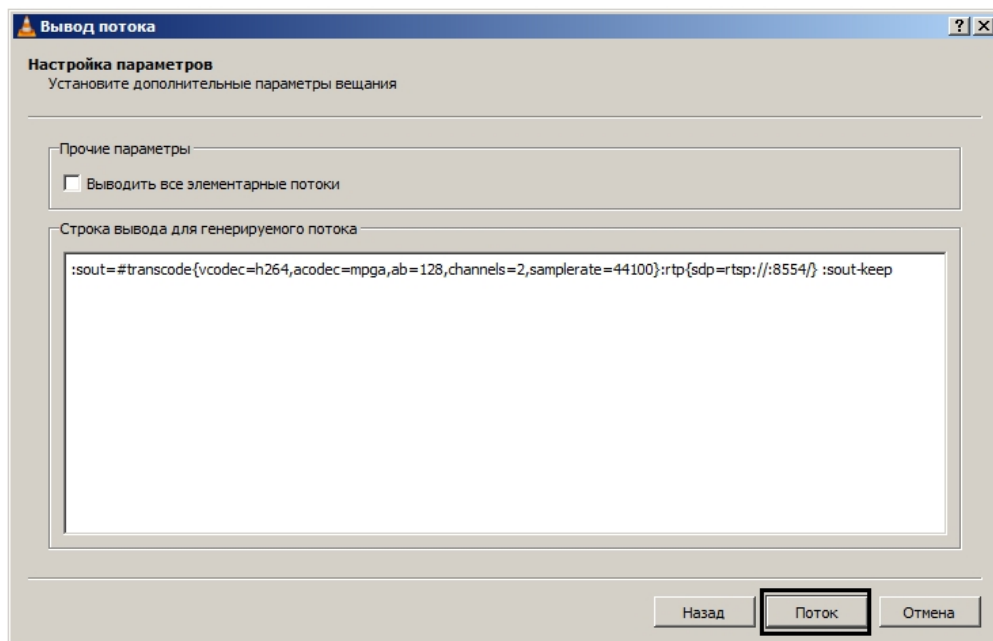 Вывод потока
Настройка параметров
Установите дополнительные параметры вещания
Прочие параметры
Выводить все элементарные потоки
Строка вывода для генерируемого потока
:sout=#transcode{vcodec=h264,acodec=mpga,ab=128,channels=2,samplerate=44100}:rtp{sdp=rtsp://:8554/} :sout-keep
Назад Поток Отмена